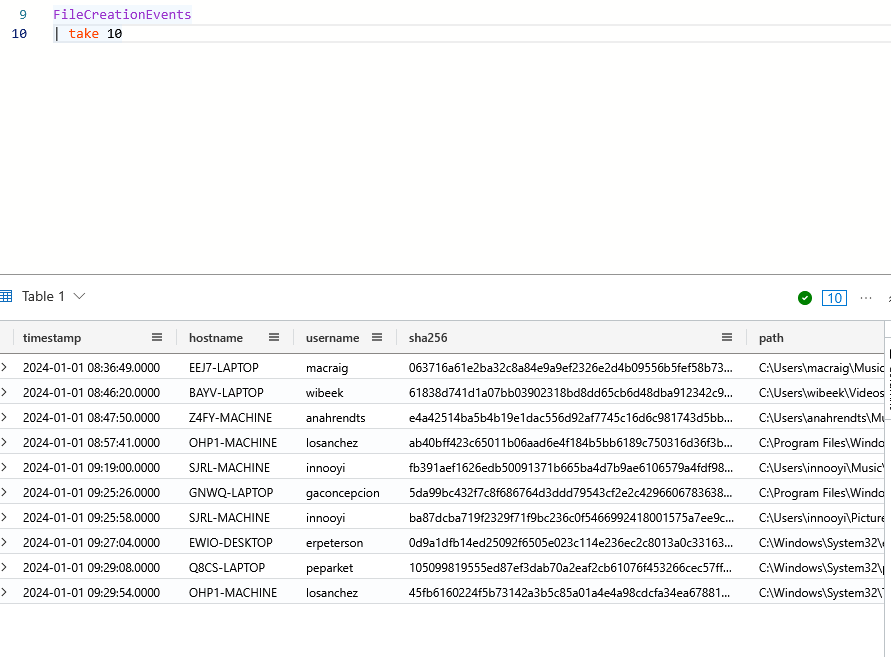 9 FileCreationEvents
10 | take 10
Table 1 10 ...
timestamp hostname username sha256 path
2024-01-01 08:36:49.0000 EEJ7-LAPTOP macraig 063716a61e2ba32c8a84e9a9ef2326e2d4b09556b5fef58b73... C:\Users\macraig\Music
2024-01-01 08:46:20.0000 BAYV-LAPTOP wibeek 61838d741d1a07bb03902318bd8dd65cb6d48dba912342c9... C:\Users\wibeek\Videos
2024-01-01 08:47:50.0000 Z4FY-MACHINE anahrendts e4a42514ba5b4b19e1dac556d92af7745c16d6c981743d5bb... C:\Users\anahrendts\Mu
2024-01-01 08:57:41.0000 OHP1-MACHINE losanchez ab40bff423c65011b06aad6e4f184b5bb6189c750316d36f3b... C:\Program Files\Windo
2024-01-01 09:19:00.0000 SJRL-MACHINE innooyi fb391aef1626edb50091371b665ba4d7b9ae6106579a4fdf98... C:\Users\innooyi\Music\
2024-01-01 09:25:26.0000 GNWQ-LAPTOP gaconcepcion 5da99bc432f7c8f686764d3ddd79543cf2e2c4296606783638... C:\Program Files\Windo
2024-01-01 09:25:58.0000 SJRL-MACHINE innooyi ba87dcba719f2329f71f9bc236c0f5466992418001575a7ee9c... C:\Users\innooyi\Picture
2024-01-01 09:27:04.0000 EWIO-DESKTOP erpeterson 0d9a1dfb14ed25092f6505e023c114e236ec2c8013a0c33163... C:\Windows\System32\
2024-01-01 09:29:08.0000 Q8CS-LAPTOP peparket 105099819555ed87ef3dab70a2eaf2cb61076f453266cec57ff... C:\Windows\System32\
2024-01-01 09:29:54.0000 OHP1-MACHINE losanchez 45fb6160224f5b73142a3b5c85a01a4e4a98cdcfa34ea67881... C:\Windows\System32\